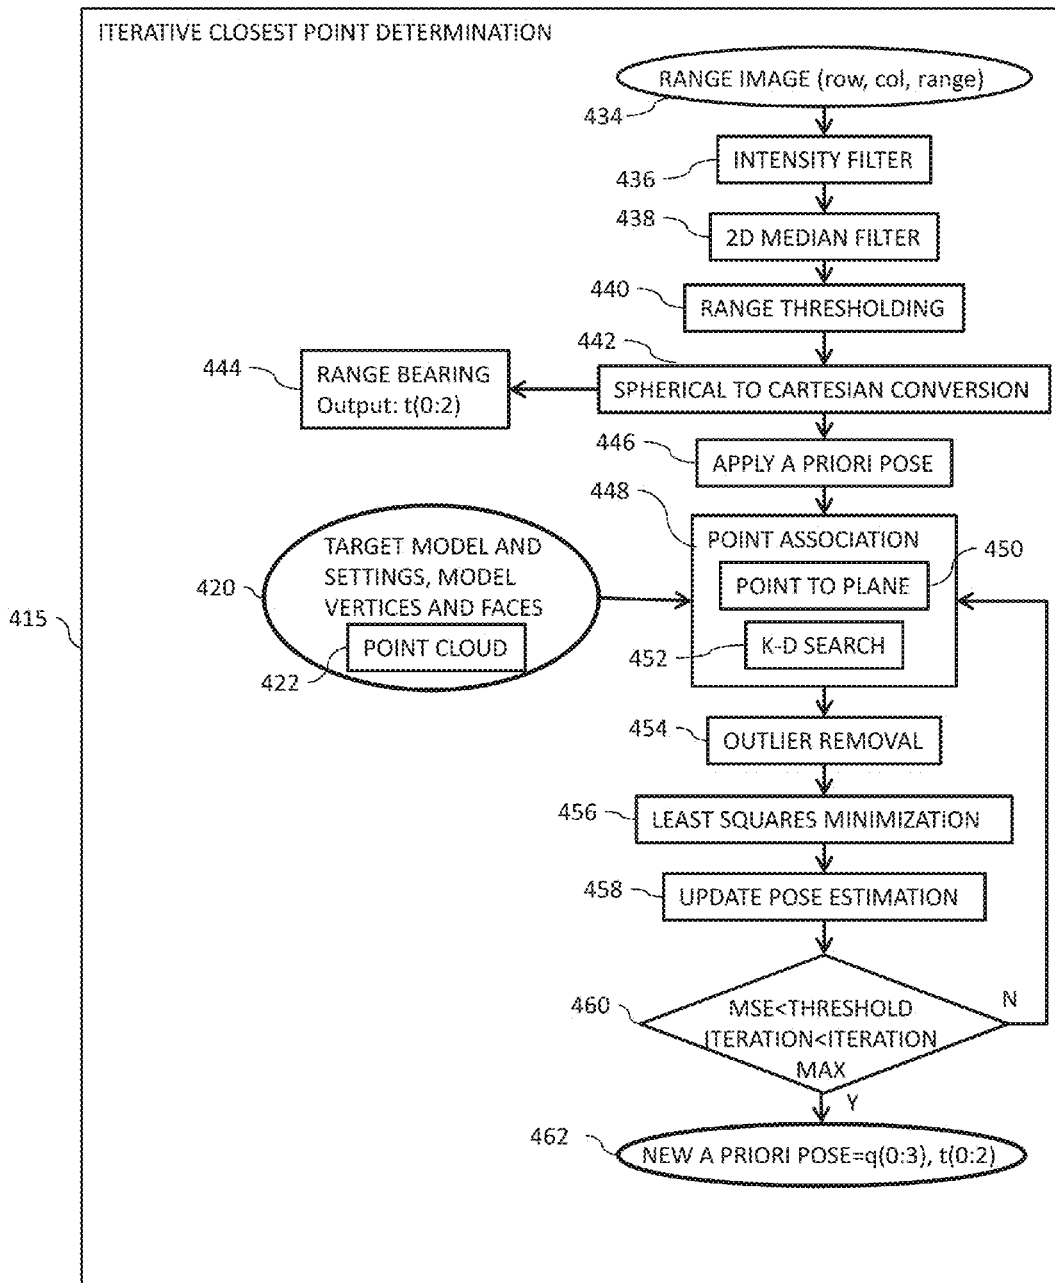 ITERATIVE CLOSEST POINT DETERMINATION
RANGE IMAGE (row, col, range)
434
INTENSITY FILTER
436
2D MEDIAN FILTER
438
RANGE THRESHOLDING
440
442
SPHERICAL TO CARTESIAN CONVERSION
444
RANGE BEARING
Output: t(0:2)
446
APPLY A PRIORI POSE
448
POINT ASSOCIATION
450
POINT TO PLANE
452
K-D SEARCH
420
TARGET MODEL AND
SETTINGS, MODEL
VERTICES AND FACES
POINT CLOUD
422
415
454
OUTLIER REMOVAL
456
LEAST SQUARES MINIMIZATION
458
UPDATE POSE ESTIMATION
460
MSE<THRESHOLD
ITERATION<ITERATION
MAX
N
Y
462
NEW A PRIORI POSE=q(0:3), t(0:2)